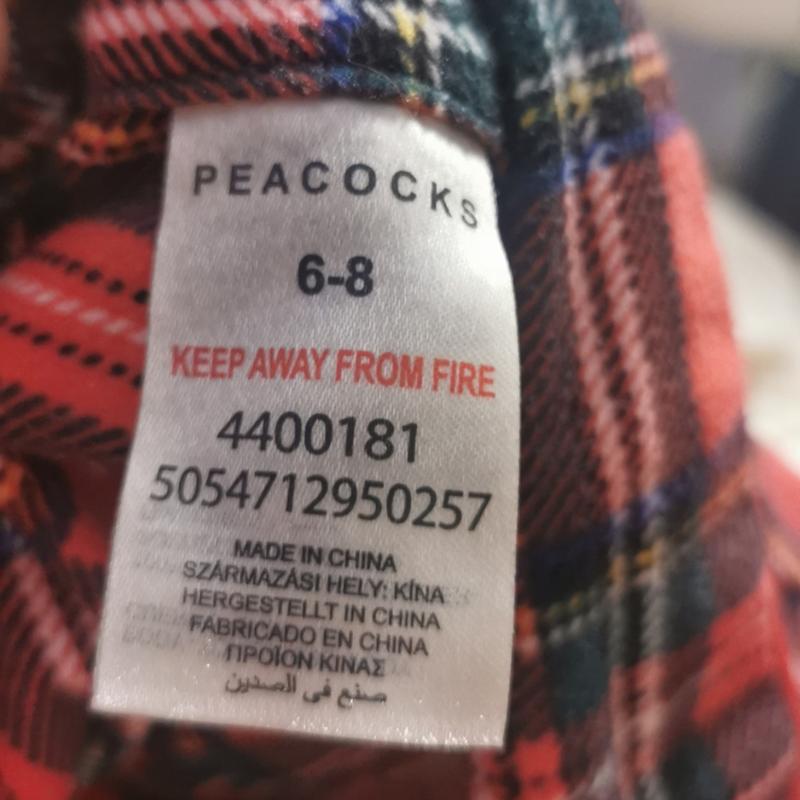 PEACOCKS
6-8
KEEP AWAY FROM FIRE
4400181
5054712950257
MADE IN CHINA
SZÁRMAZÁSI HELY: KÍNA
HERGESTELLT IN CHINA
FABRICADO EN CHINA
ΠΡΟΪΟΝ ΚΙΝΑΣ
صنع في الصين